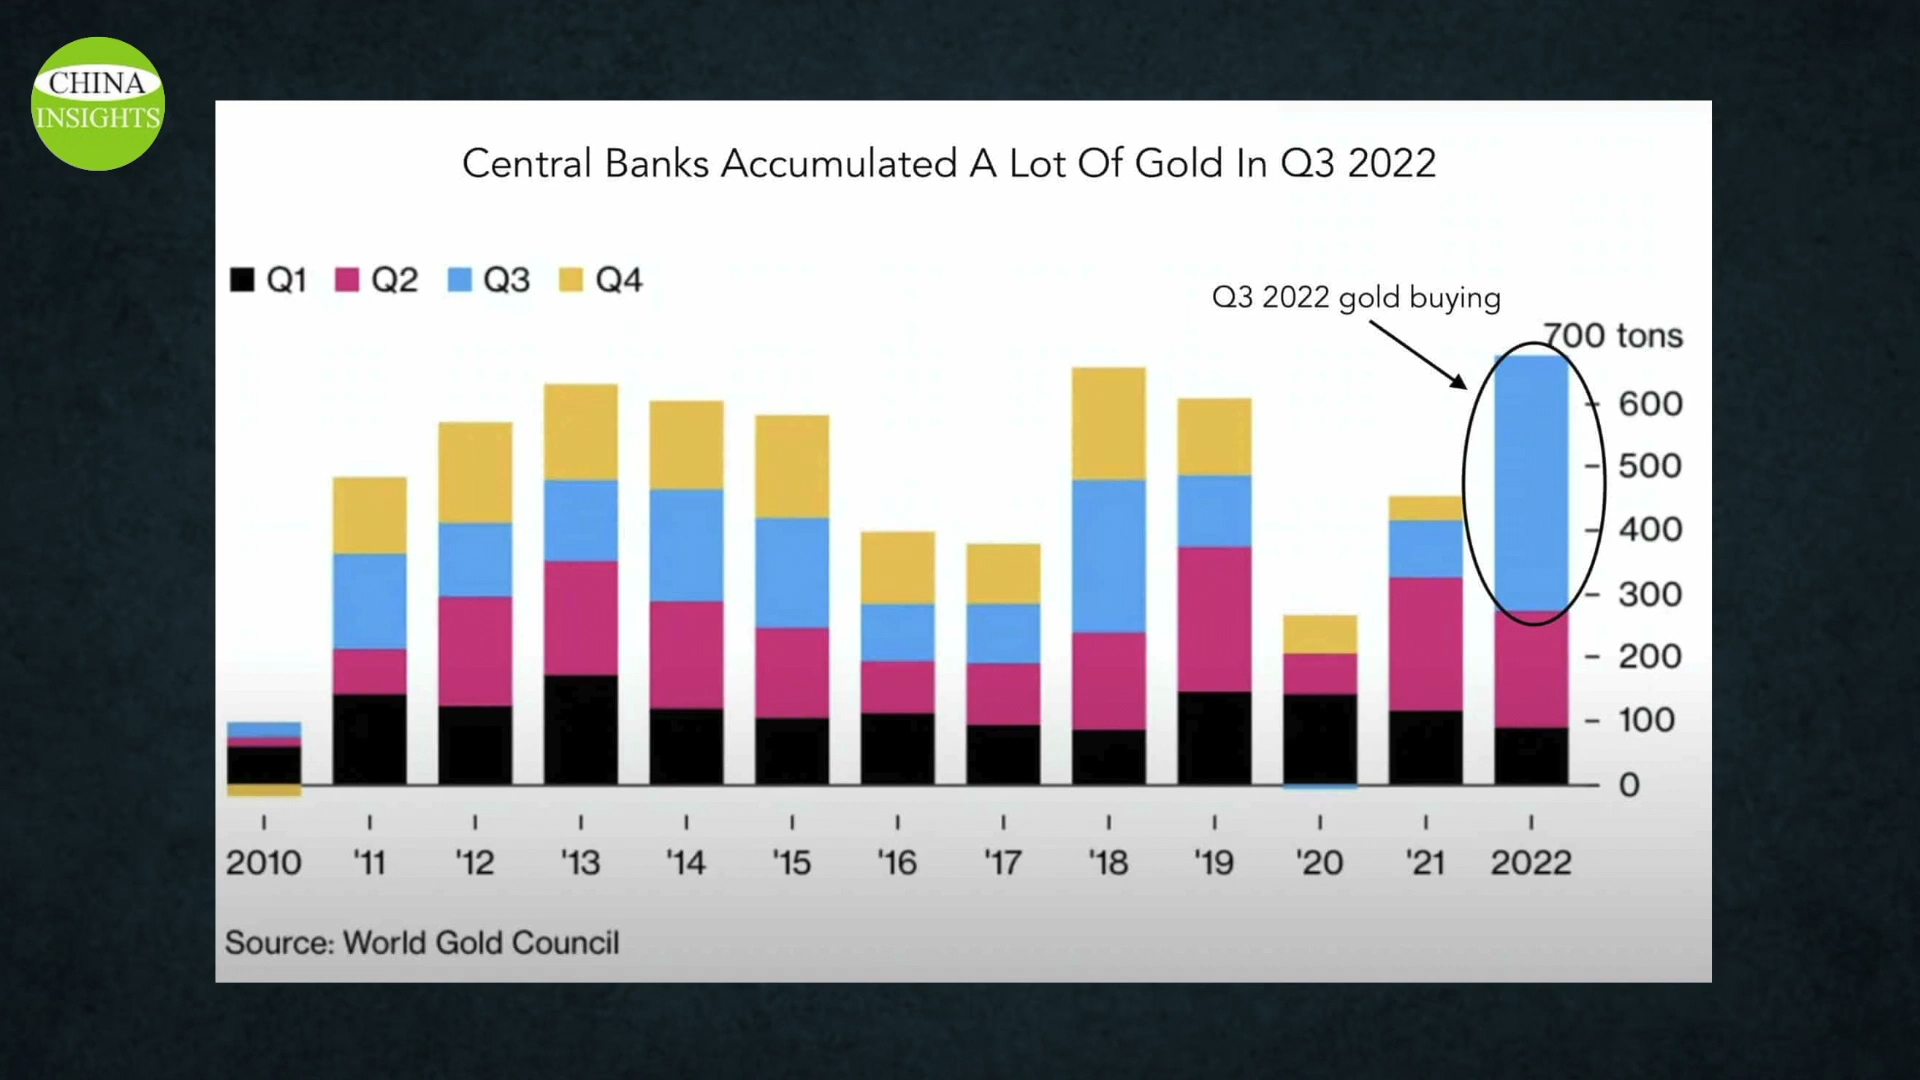 CHINA
INSIGHTS
Central Banks Accumulated A Lot Of Gold In Q3 2022
Q1 Q2 Q3 Q4
Q3 2022 gold buying
700 tons
600
500
400
300
200
100
0
2010 '11 '12 '13 '14 '15 '16 '17 '18 '19 '20 '21 2022
Source: World Gold Council